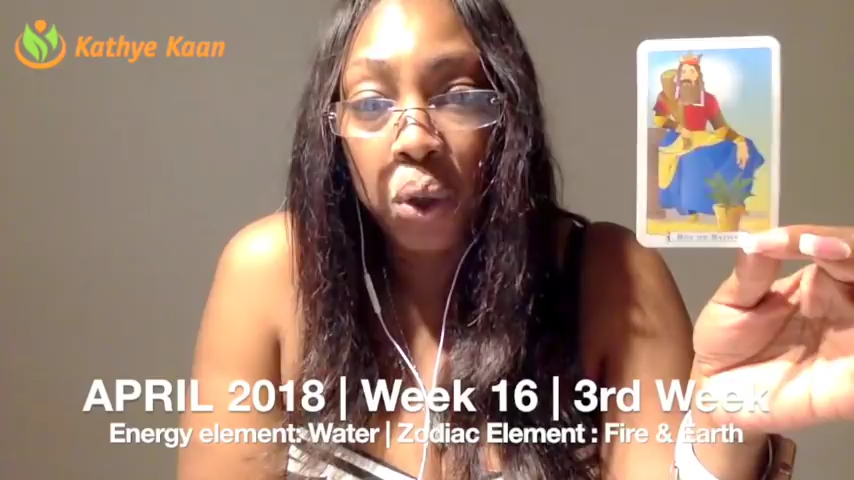 Kathye Kaan
APRIL 2018 | Week 16 | 3rd Week
Energy element: Water | Zodiac Element : Fire & Earth